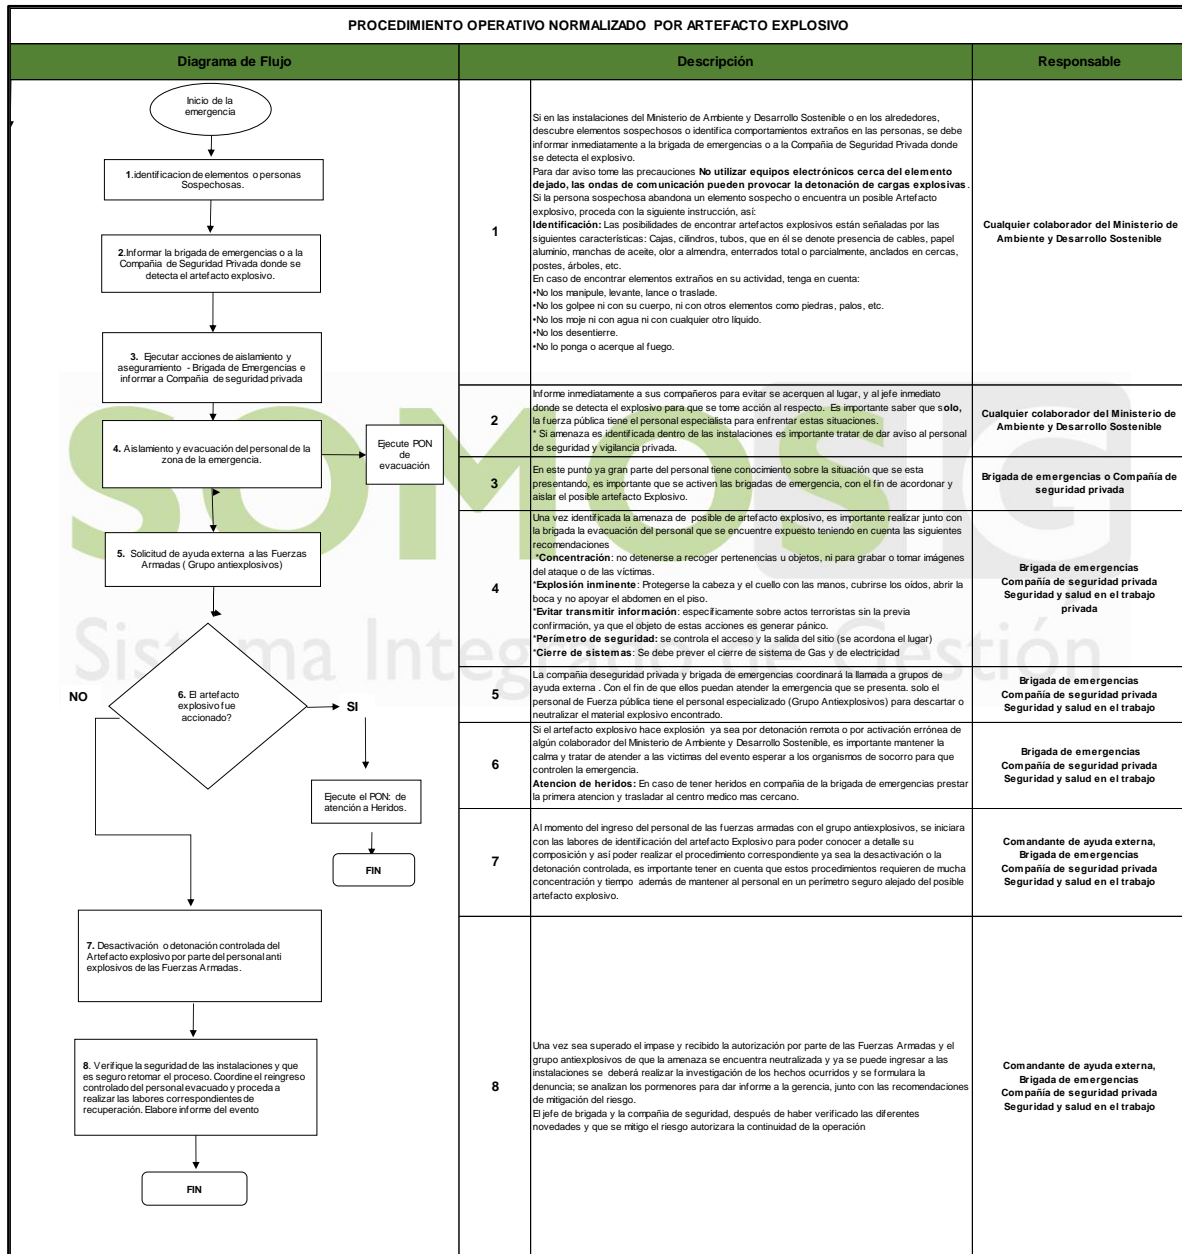 PROCEDIMIENTO OPERATIVO NORMALIZADO POR ARTEFACTO EXPLOSIVO
Diagrama de Flujo
Descripción
Responsable
Inicio de la
emergencia
1.identificacion de elementos o personas
Sospechosas.
2.Informar la brigada de emergencias o a la
Compañia de Seguridad Privada donde se
detecta el artefacto explosivo.
3. Ejecutar acciones de aislamiento y
aseguramiento - Brigada de Emergencias e
informar a Compañia de seguridad privada
4. Aislamiento y evacuación del personal de la
zona de la emergencia.
Ejecute PON
de
evacuación
5. Solicitud de ayuda externa a las Fuerzas
Armadas ( Grupo antiexplosivos)
NO
6. El artefacto
explosivo fue
accionado?
SI
Ejecute el PON: de
atención a Heridos.
FIN
7. Desactivación o detonación controlada del
Artefacto explosivo por parte del personal anti
explosivos de las Fuerzas Armadas.
8. Verifique la seguridad de las instalaciones y que
es seguro retomar el proceso. Coordine el reingreso
controlado del personal evacuado y proceda a
realizar las labores correspondientes de
recuperación. Elabore informe del evento
FIN
1
Si en las instalaciones del Ministerio de Ambiente y Desarrollo Sostenible o en los alrededores,
descubre elementos sospechosos o identifica comportamientos extraños en las personas, se debe
informar inmediatamente a la brigada de emergencias o a la Compañia de Seguridad Privada donde
se detecta el explosivo.
Para dar aviso tome las precauciones No utilizar equipos electrónicos cerca del elemento
dejado, las ondas de comunicación pueden provocar la detonación de cargas explosivas.
Si la persona sospechosa abandona un elemento sospecho o encuentra un posible Artefacto
explosivo, proceda con la siguiente instrucción, así:
Identificación: Las posibilidades de encontrar artefactos explosivos están señaladas por las
siguientes características: Cajas, cilindros, tubos, que en él se denote presencia de cables, papel
aluminio, manchas de aceite, olor a almendra, enterrados total o parcialmente, anclados en cercas,
postes, árboles, etc.
En caso de encontrar elementos extraños en su actividad, tenga en cuenta:
•No los manipule, levante, lance o traslade.
•No los golpee ni con su cuerpo, ni con otros elementos como piedras, palos, etc.
•No los moje ni con agua ni con cualquier otro líquido.
•No los desentierre.
•No lo ponga o acerque al fuego.
Cualquier colaborador del Ministerio de
Ambiente y Desarrollo Sostenible
2
Informe inmediatamente a sus compañeros para evitar se acerquen al lugar, y al jefe inmediato
donde se detecta el explosivo para que se tome acción al respecto. Es importante saber que solo,
la fuerza pública tiene el personal especialista para enfrentar estas situaciones.
* Si amenaza es identificada dentro de las instalaciones es importante tratar de dar aviso al personal
de seguridad y vigilancia privada.
Cualquier colaborador del Ministerio de
Ambiente y Desarrollo Sostenible
3
En este punto ya gran parte del personal tiene conocimiento sobre la situación que se esta
presentando, es importante que se activen las brigadas de emergencia, con el fin de acordonar y
aislar el posible artefacto Explosivo.
Brigada de emergencias o Compañía de
seguridad privada
4
Una vez identificada la amenaza de posible de artefacto explosivo, es importante realizar junto con
la brigada la evacuación del personal que se encuentre expuesto teniendo en cuenta las siguientes
recomendaciones
*Concentración: no detenerse a recoger pertenencias u objetos, ni para grabar o tomar imágenes
del ataque o de las víctimas.
*Explosión inminente: Protegerse la cabeza y el cuello con las manos, cubrirse los oídos, abrir la
boca y no apoyar el abdomen en el piso.
*Evitar transmitir información: específicamente sobre actos terroristas sin la previa
confirmación, ya que el objeto de estas acciones es generar pánico.
*Perímetro de seguridad: se controla el acceso y la salida del sitio (se acordona el lugar)
*Cierre de sistemas: Se debe prever el cierre de sistema de Gas y de electricidad
Brigada de emergencias
Compañía de seguridad privada
Seguridad y salud en el trabajo
privada
5
La compañia deseguridad privada y brigada de emergencias coordinará la llamada a grupos de
ayuda externa . Con el fin de que ellos puedan atender la emergencia que se presenta. solo el
personal de Fuerza pública tiene el personal especializado (Grupo Antiexplosivos) para descartar o
neutralizar el material explosivo encontrado.
Brigada de emergencias
Compañía de seguridad privada
Seguridad y salud en el trabajo
6
Si el artefacto explosivo hace explosión ya sea por detonación remota o por activación errónea de
algún colaborador del Ministerio de Ambiente y Desarrollo Sostenible, es importante mantener la
calma y tratar de atender a las victimas del evento esperar a los organismos de socorro para que
controlen la emergencia.
Atencion de heridos: En caso de tener heridos en compañia de la brigada de emergencias prestar
la primera atencion y trasladar al centro medico mas cercano.
Brigada de emergencias
Compañía de seguridad privada
Seguridad y salud en el trabajo
7
Al momento del ingreso del personal de las fuerzas armadas con el grupo antiexplosivos, se iniciara
con las labores de identificación del artefacto Explosivo para poder conocer a detalle su
composición y así poder realizar el procedimiento correspondiente ya sea la desactivación o la
detonación controlada, es importante tener en cuenta que estos procedimientos requieren de mucha
concentración y tiempo además de mantener al personal en un perímetro seguro alejado del posible
artefacto explosivo.
Comandante de ayuda externa,
Brigada de emergencias
Compañía de seguridad privada
Seguridad y salud en el trabajo
8
Una vez sea superado el impase y recibido la autorización por parte de las Fuerzas Armadas y el
grupo antiexplosivos de que la amenaza se encuentra neutralizada y ya se puede ingresar a las
instalaciones se deberá realizar la investigación de los hechos ocurridos y se formulara la
denuncia; se analizan los pormenores para dar informe a la gerencia, junto con las recomendaciones
de mitigación del riesgo.
El jefe de brigada y la compañia de seguridad, después de haber verificado las diferentes
novedades y que se mitigo el riesgo autorizara la continuidad de la operación
Comandante de ayuda externa,
Brigada de emergencias
Compañía de seguridad privada
Seguridad y salud en el trabajo
SOMOSIG
Sistema Integrado de Gestión